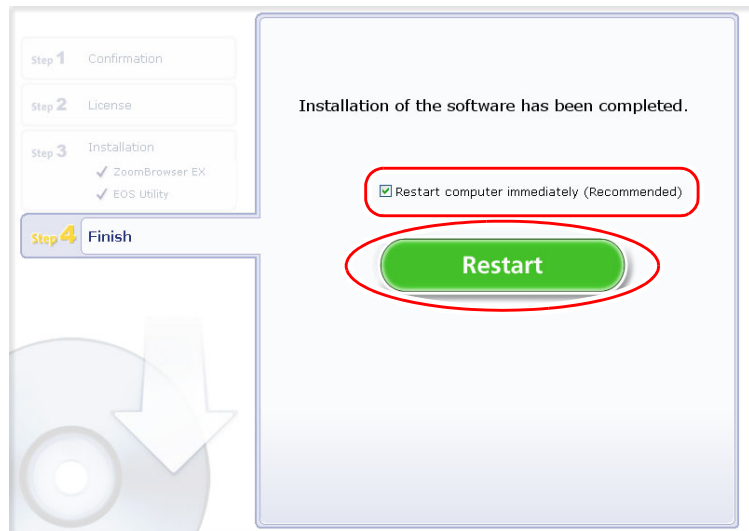 Step 1 Confirmation
Step 2 License
Step 3 Installation
ZoomBrowser EX
EOS Utility
Step 4 Finish
Installation of the software has been completed.
Restart computer immediately (Recommended)
Restart